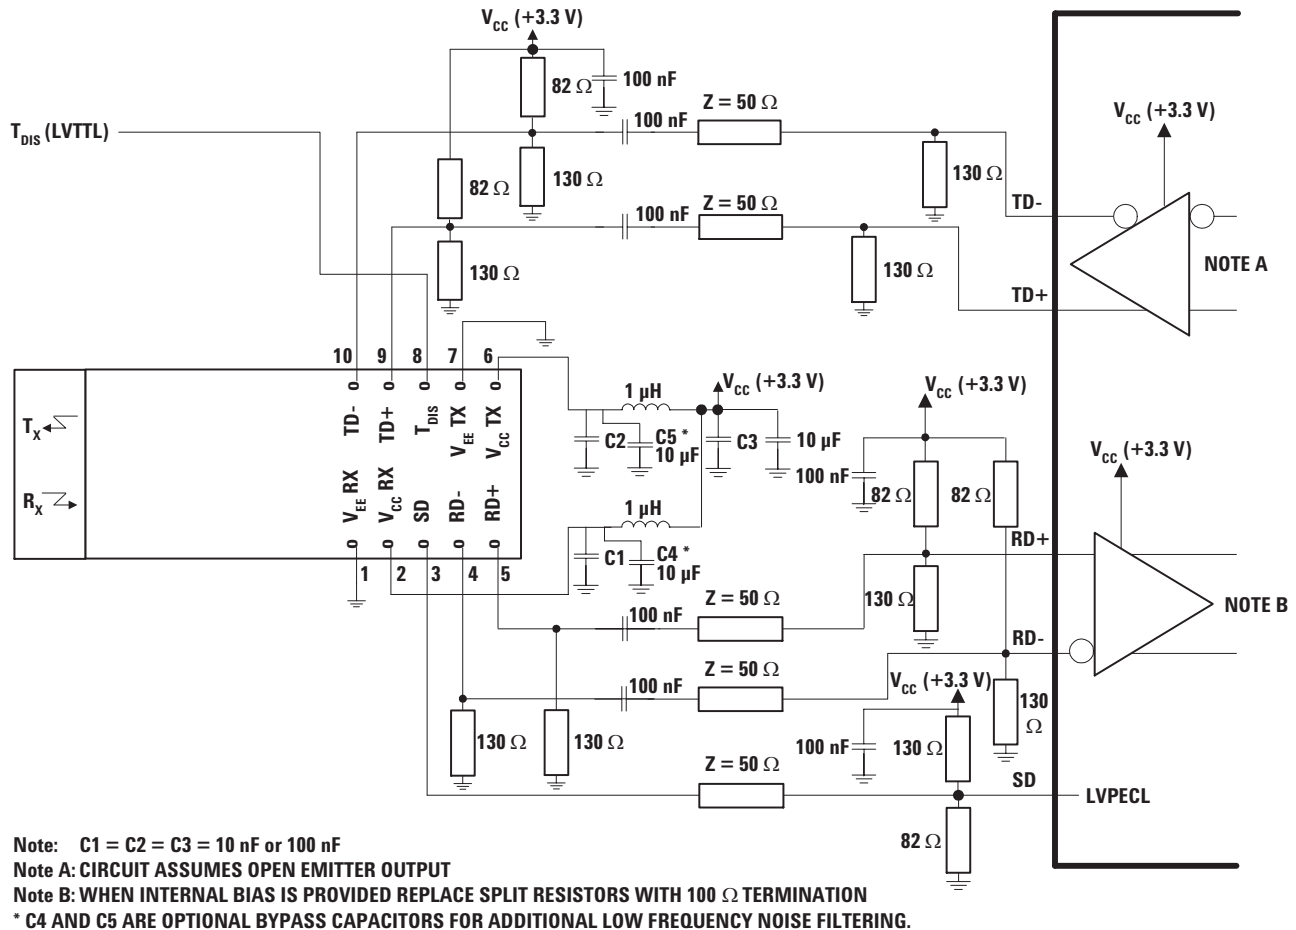 V_CC (+3.3 V)
82 Ω
100 nF
Z = 50 Ω
100 nF
T_DIS (LVTTL)
V_CC (+3.3 V)
130 Ω
130 Ω
82 Ω
Z = 50 Ω
100 nF
TD-
130 Ω
130 Ω
NOTE A
TD+
10 9 8 7 6
1 µH
V_CC (+3.3 V)
V_CC (+3.3 V)
T_X
TD-
TD+
T_DIS
V_EE TX
V_CC TX
C2
C5 *
10 µF
C3
10 µF
V_CC (+3.3 V)
100 nF
82 Ω
82 Ω
R_X
V_EE RX
V_CC RX
SD
RD-
RD+
1 µH
RD+
C1
C4 *
10 µF
1 2 3 4 5
Z = 50 Ω
130 Ω
NOTE B
100 nF
RD-
Z = 50 Ω
V_CC (+3.3 V)
100 nF
130
Ω
130 Ω
130 Ω
100 nF
130 Ω
Z = 50 Ω
SD
LVPECL
82 Ω
Note: C1 = C2 = C3 = 10 nF or 100 nF
Note A: CIRCUIT ASSUMES OPEN EMITTER OUTPUT
Note B: WHEN INTERNAL BIAS IS PROVIDED REPLACE SPLIT RESISTORS WITH 100 Ω TERMINATION
* C4 AND C5 ARE OPTIONAL BYPASS CAPACITORS FOR ADDITIONAL LOW FREQUENCY NOISE FILTERING.